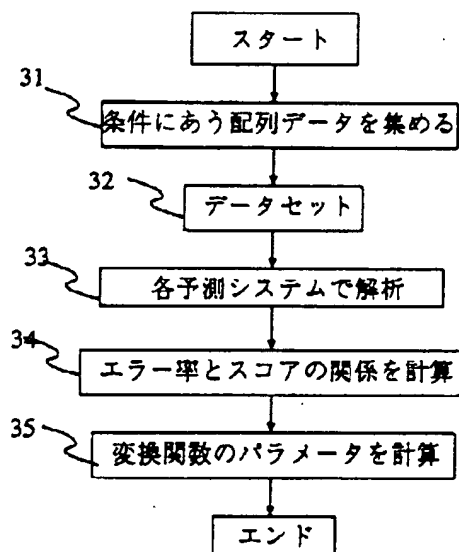 スタート
31
条件にあう配列データを集める
32
データセット
33
各予測システムで解析
34
エラー率とスコアの関係を計算
35
変換関数のパラメータを計算
エンド